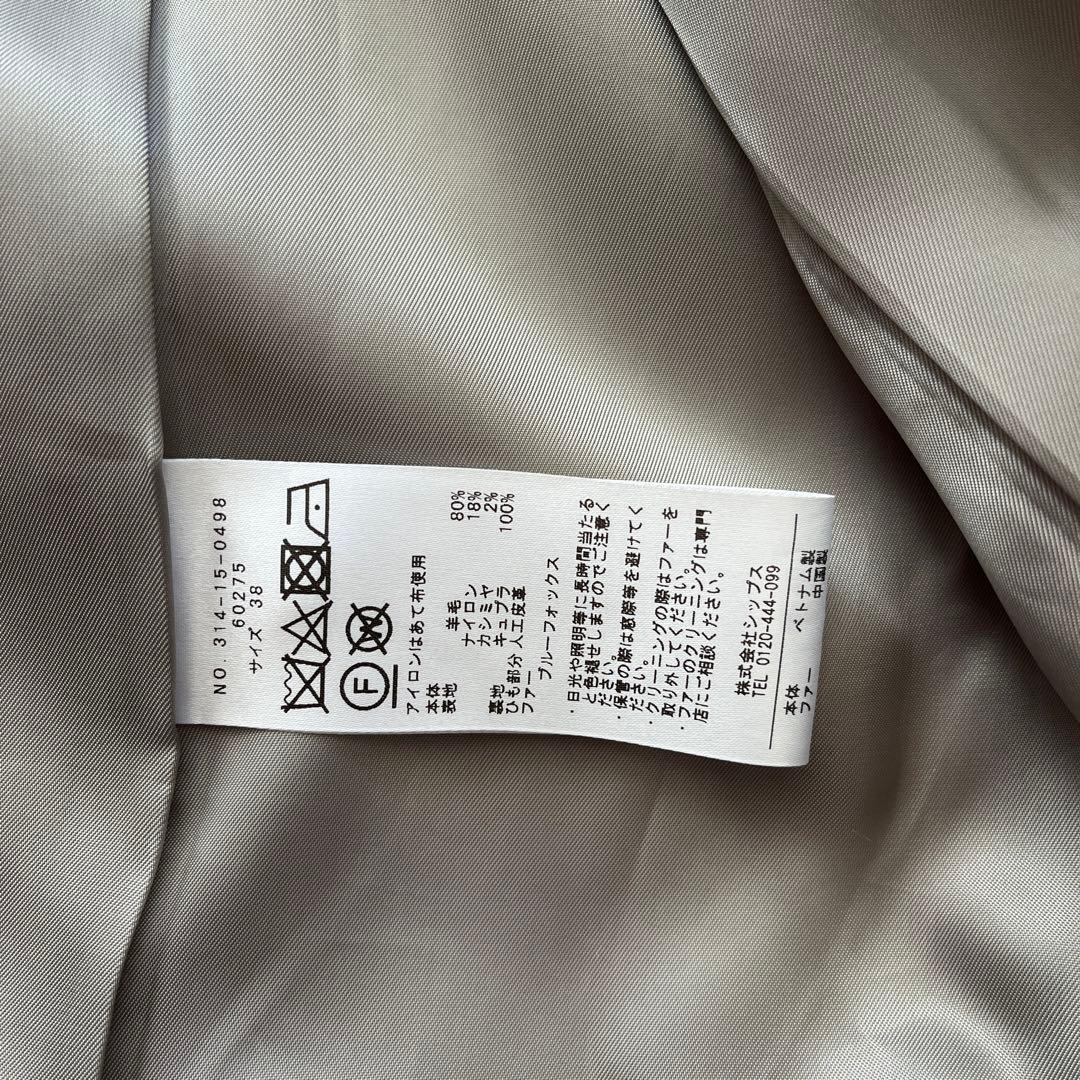 NO. 314-15-0498
60275
サイズ 38
F
W
アイロンはあて布使用
本体
表地 羊毛 80%
ナイロン 18%
カシミヤ 2%
裏地 キュプラ 100%
ひも部分 人工皮革
ファー
ブルーフォックス
・日光や照明等に長時間当たる
と色褪せしますのでご注意く
ださい。
・保管の際は窓際等を避けてく
ださい。
・クリーニングの際はファーを
取り外してください。
・ファーのクリーニングは専門
店にご相談ください。
株式会社シップス
TEL 0120-444-099
本体 ベトナム製
ファー 中国製